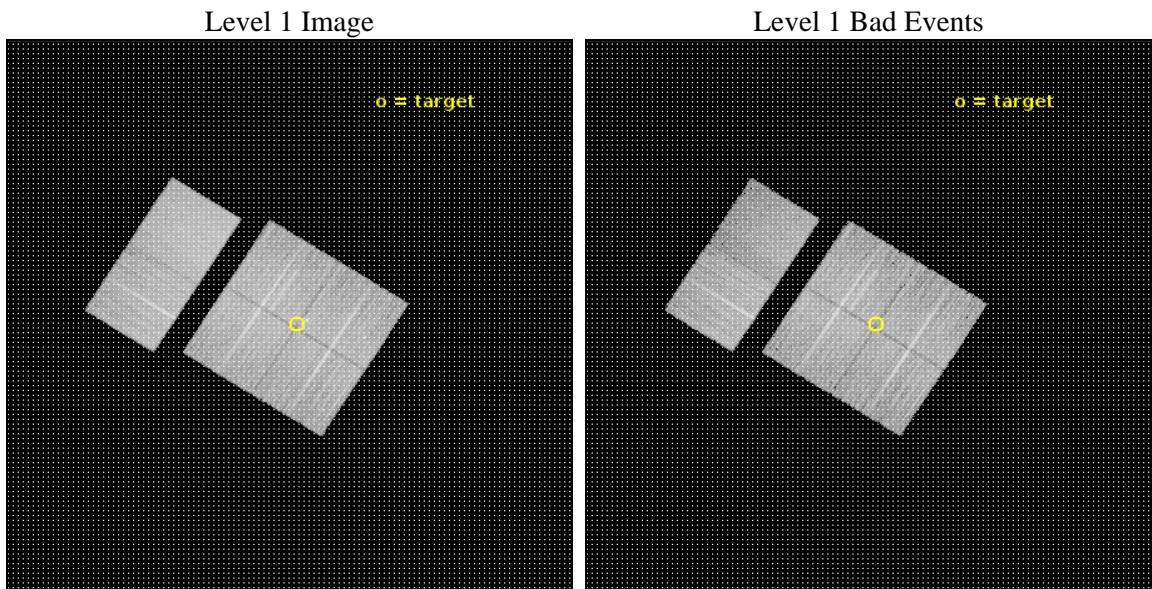 Level 1 Image
Level 1 Bad Events
o = target
o = target